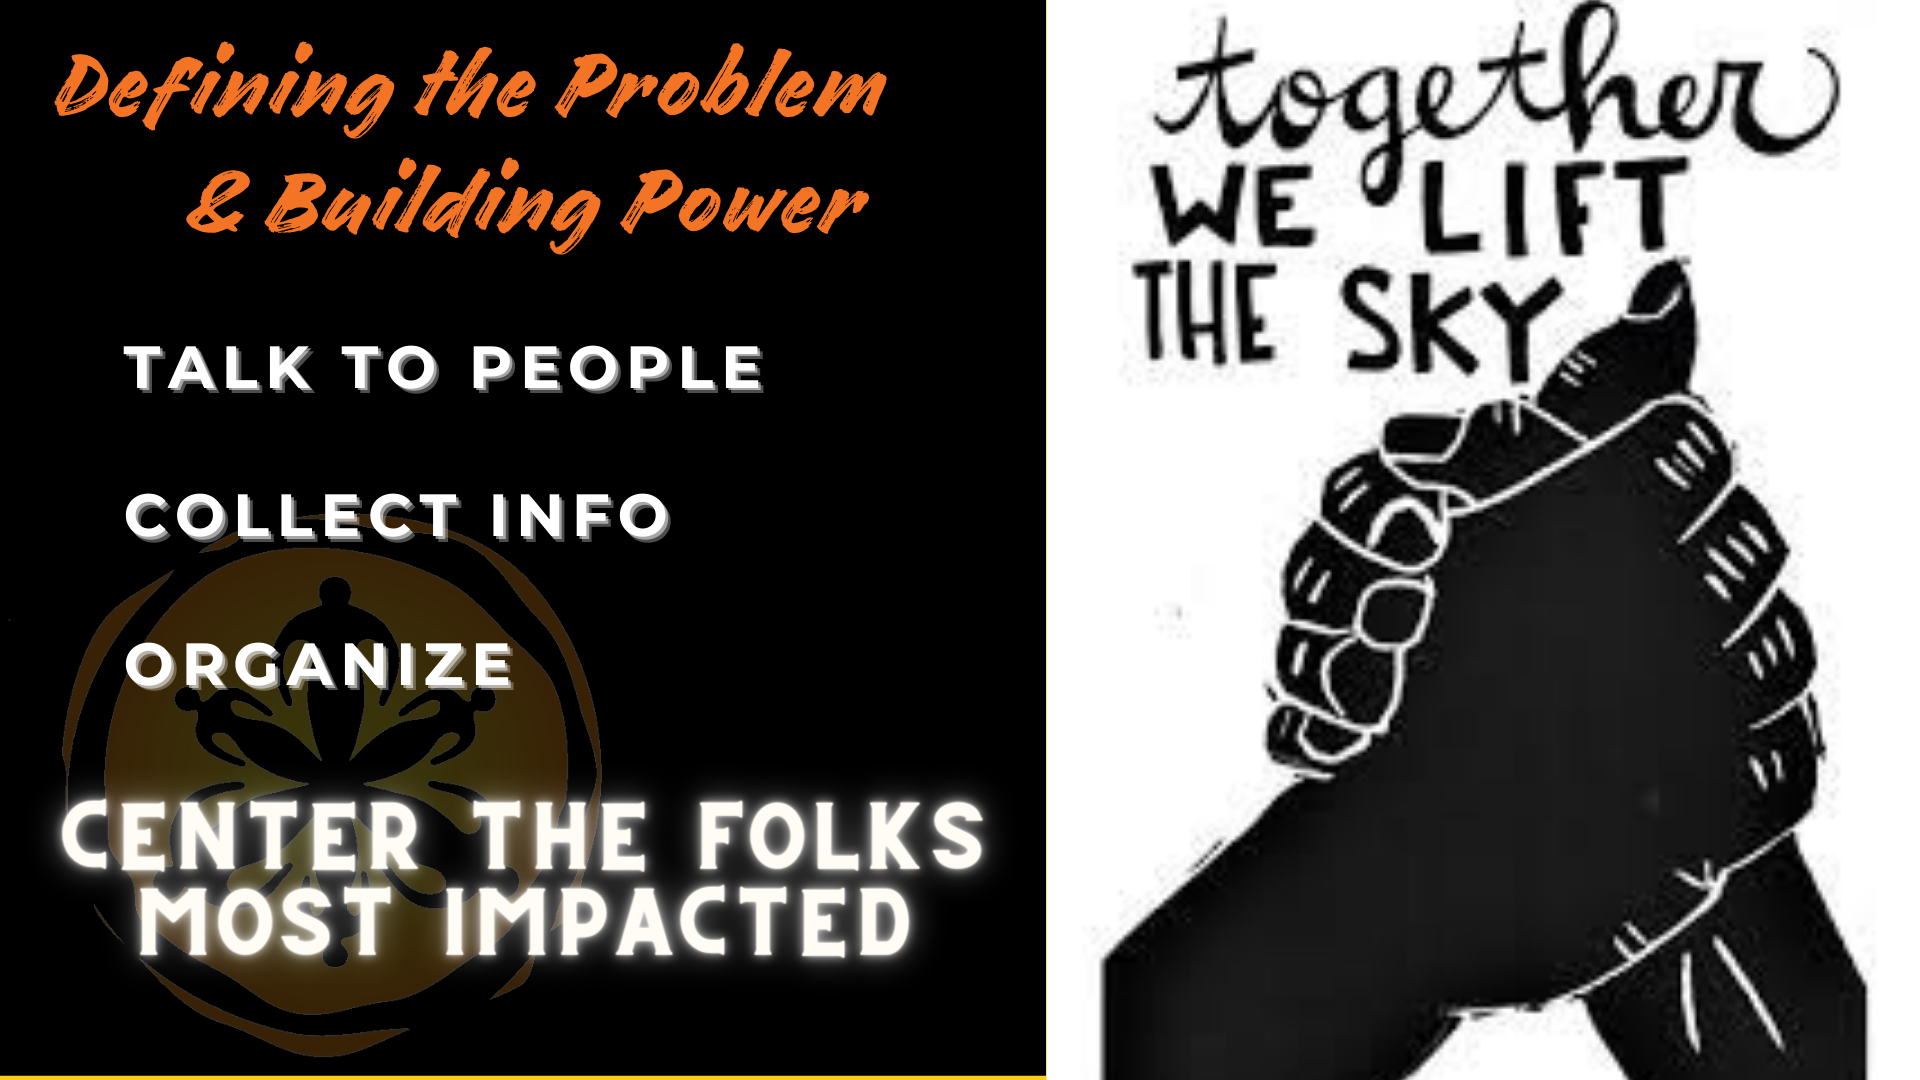 Defining the Problem
& Building Power
TALK TO PEOPLE
COLLECT INFO
ORGANIZE
CENTER THE FOLKS
MOST IMPACTED
together
WE LIFT
THE SKY